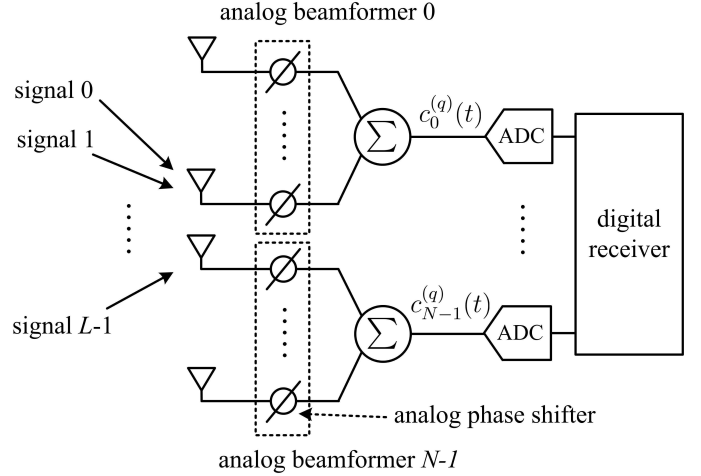 analog beamformer 0
signal 0
signal 1
signal L-1
∑
c_0^{(q)}(t)
ADC
digital
receiver
∑
c_{N-1}^{(q)}(t)
ADC
analog phase shifter
analog beamformer N-1